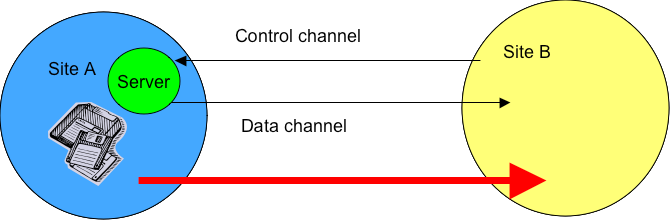 Control channel
Site A
Server
Site B
Data channel